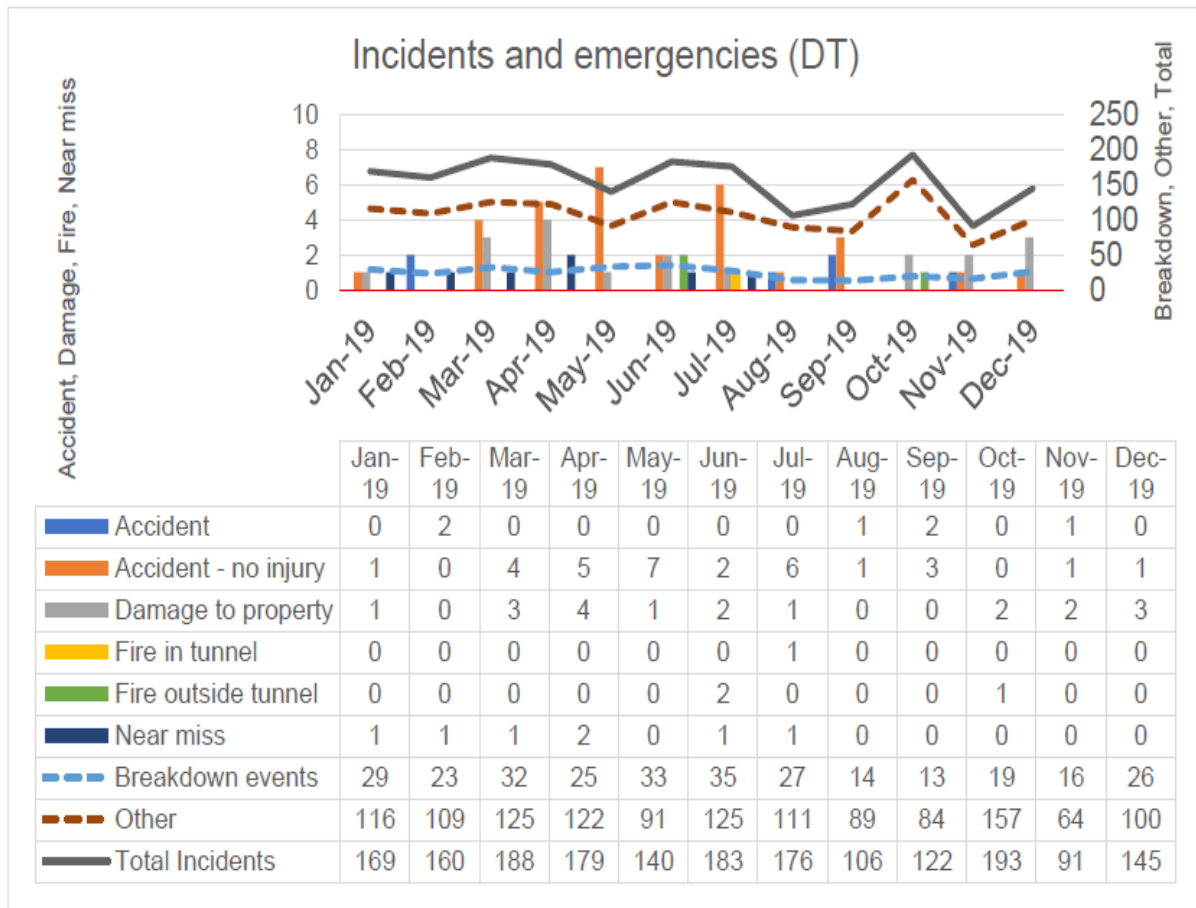 Incidents and emergencies (DT)
Accident, Damage, Fire, Near miss
Breakdown, Other, Total
10
8
6
4
2
0
250
200
150
100
50
0
Jan-19
Feb-19
Mar-19
Apr-19
May-19
Jun-19
Jul-19
Aug-19
Sep-19
Oct-19
Nov-19
Dec-19
Jan-19 Feb-19 Mar-19 Apr-19 May-19 Jun-19 Jul-19 Aug-19 Sep-19 Oct-19 Nov-19 Dec-19
Accident 0 2 0 0 0 0 0 1 2 0 1 0
Accident - no injury 1 0 4 5 7 2 6 1 3 0 1 1
Damage to property 1 0 3 4 1 2 1 0 0 2 2 3
Fire in tunnel 0 0 0 0 0 0 1 0 0 0 0 0
Fire outside tunnel 0 0 0 0 0 2 0 0 0 1 0 0
Near miss 1 1 1 2 0 1 1 0 0 0 0 0
Breakdown events 29 23 32 25 33 35 27 14 13 19 16 26
Other 116 109 125 122 91 125 111 89 84 157 64 100
Total Incidents 169 160 188 179 140 183 176 106 122 193 91 145